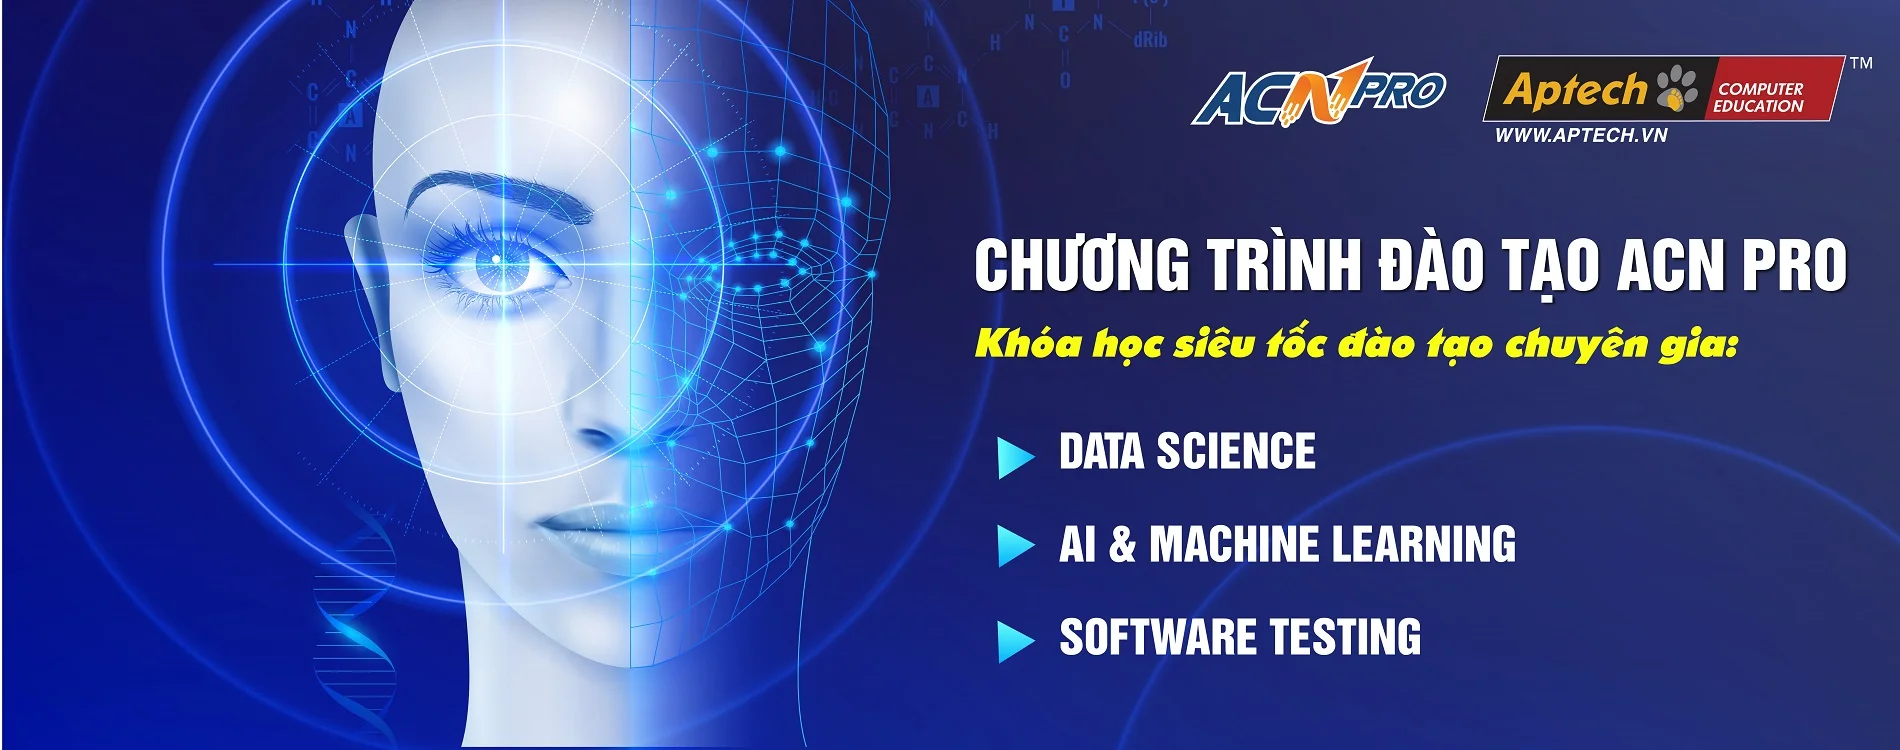 ACN PRO
Aptech COMPUTER EDUCATION TM
WWW.APTECH.VN
CHƯƠNG TRÌNH ĐÀO TẠO ACN PRO
Khóa học siêu tốc đào tạo chuyên gia:
DATA SCIENCE
AI & MACHINE LEARNING
SOFTWARE TESTING